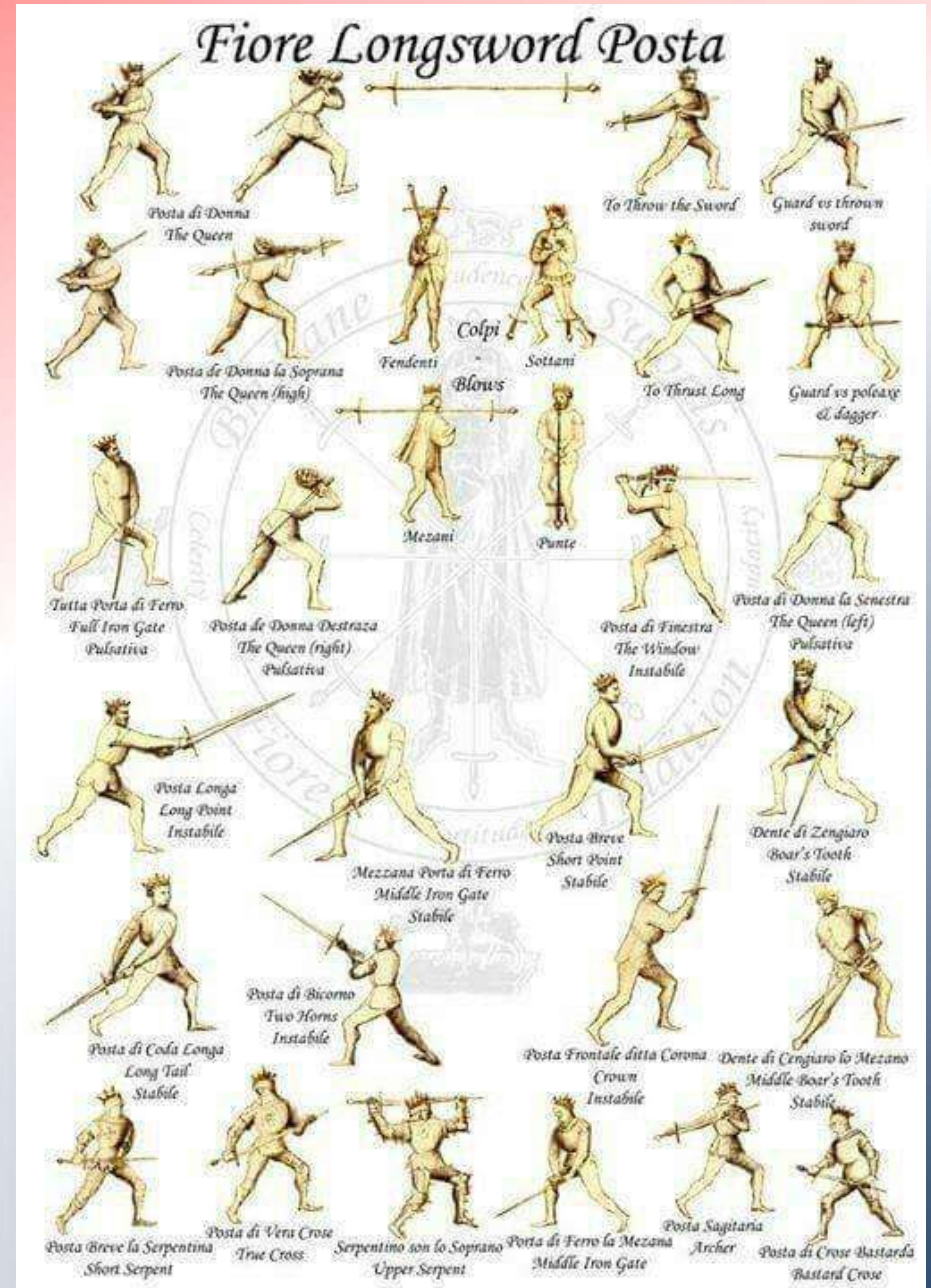 Fiore Longsword Posta
Posta di Donna
The Queen
To Throw the Sword
Guard vs thrown
sword
Posta de Donna la Soprana
The Queen (high)
Fendenti
Colpi
-
Blows
Sottani
To Thrust Long
Guard vs poleaxe
& dagger
Mezani
Punte
Tutta Porta di Ferro
Full Iron Gate
Pulsativa
Posta de Donna Destraza
The Queen (right)
Pulsativa
Posta di Finestra
The Window
Instabile
Posta di Donna la Senestra
The Queen (left)
Pulsativa
Posta Longa
Long Point
Instabile
Mezzana Porta di Ferro
Middle Iron Gate
Stabile
Posta Breve
Short Point
Stabile
Dente di Zengiaro
Boar's Tooth
Stabile
Posta di Coda Longa
Long Tail
Stabile
Posta di Bicorno
Two Horns
Instabile
Posta Frontale ditta Corona
Crown
Instabile
Dente di Cengiaro lo Mezano
Middle Boar's Tooth
Stabile
Posta Breve la Serpentina
Short Serpent
Posta di Vera Crose
True Cross
Serpentino son lo Soprano
Upper Serpent
Porta di Ferro la Mezana
Middle Iron Gate
Posta Sagitaria
Archer
Posta di Crose Bastarda
Bastard Crose
Swords
Celerity
Fiore